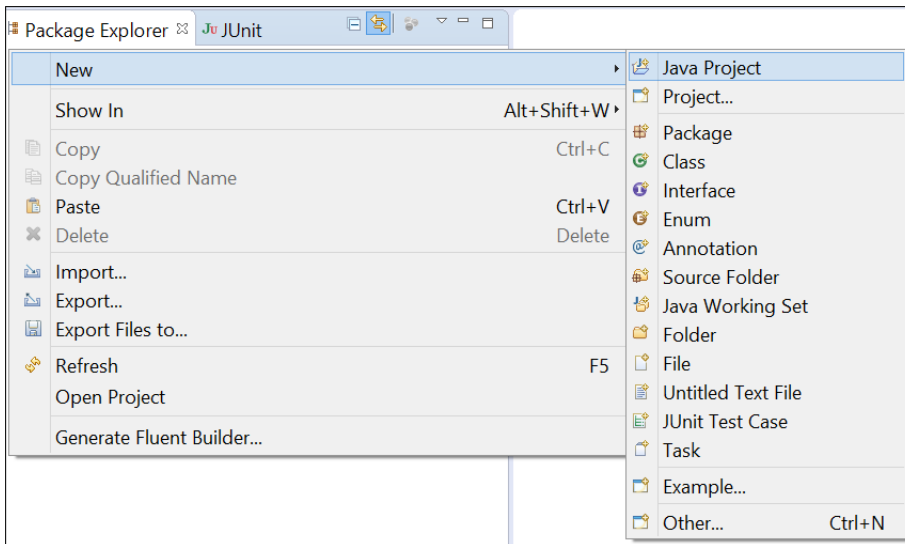 Package Explorer JUnit
New
Show In Alt+Shift+W
Copy Ctrl+C
Copy Qualified Name
Paste Ctrl+V
Delete Delete
Import...
Export...
Export Files to...
Refresh F5
Open Project
Generate Fluent Builder...
Java Project
Project...
Package
Class
Interface
Enum
Annotation
Source Folder
Java Working Set
Folder
File
Untitled Text File
JUnit Test Case
Task
Example...
Other... Ctrl+N